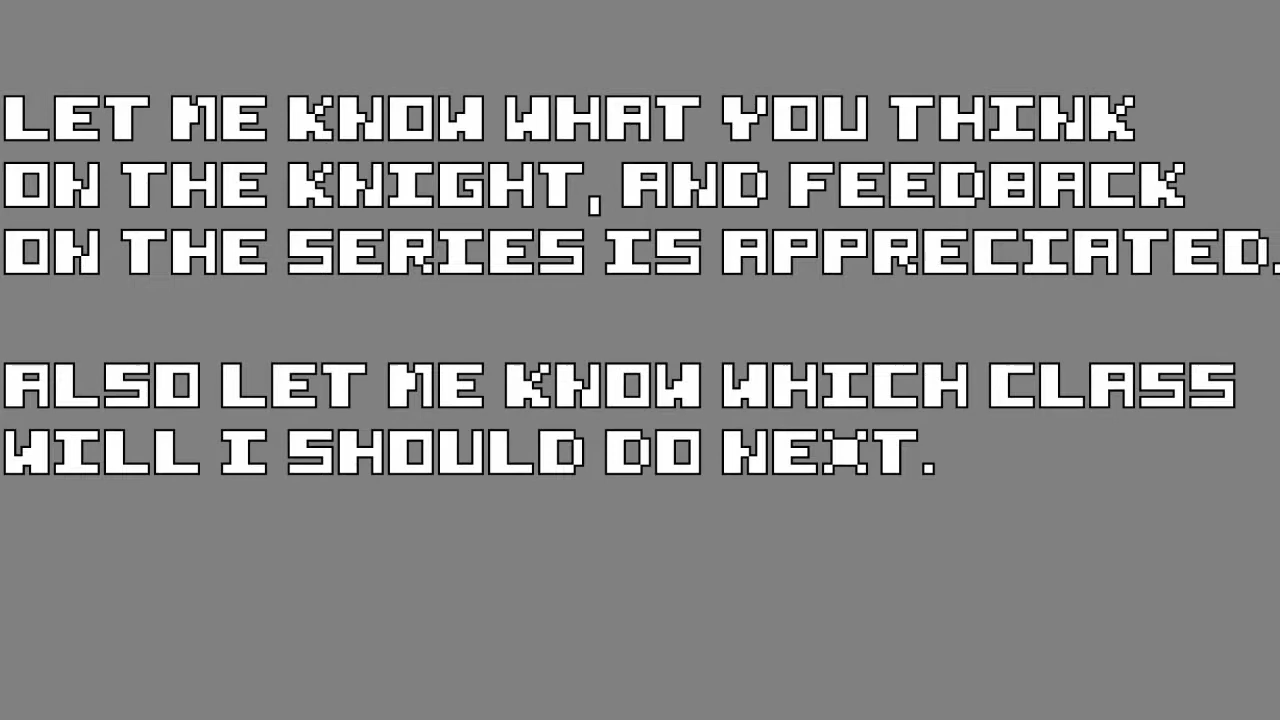 LET ME KNOW WHAT YOU THINK
ON THE KNIGHT, AND FEEDBACK
ON THE SERIES IS APPRECIATED.
ALSO LET ME KNOW WHICH CLASS
WILL I SHOULD DO NEXT.